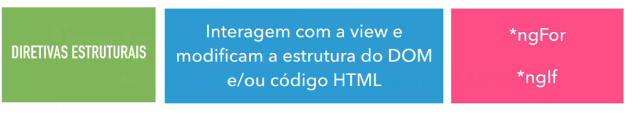 DIRETIVAS ESTRUTURAIS
Interagem com a view e
modificam a estrutura do DOM
e/ou código HTML
*ngFor
*ngIf